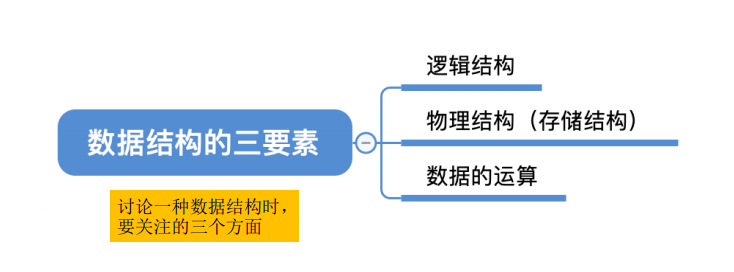 数据结构的三要素
逻辑结构
物理结构（存储结构）
数据的运算
讨论一种数据结构时，
要关注的三个方面